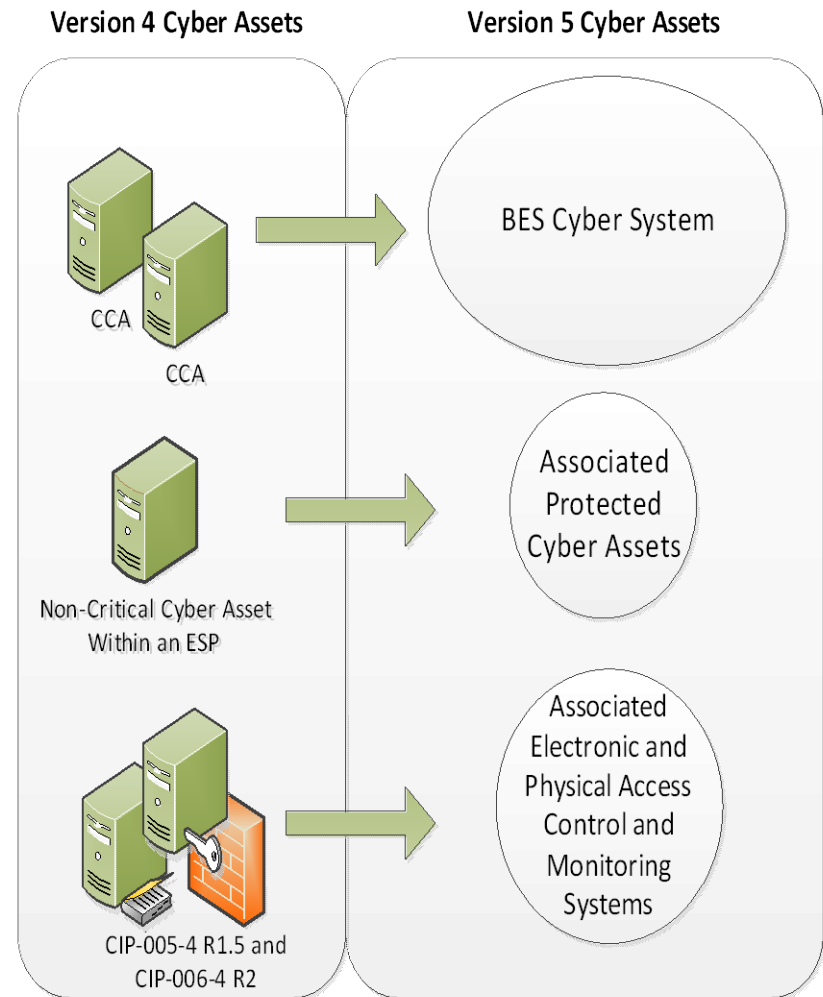 Version 4 Cyber Assets
Version 5 Cyber Assets
CCA
CCA
BES Cyber System
Non-Critical Cyber Asset
Within an ESP
Associated
Protected
Cyber Assets
CIP-005-4 R1.5 and
CIP-006-4 R2
Associated
Electronic and
Physical Access
Control and
Monitoring
Systems